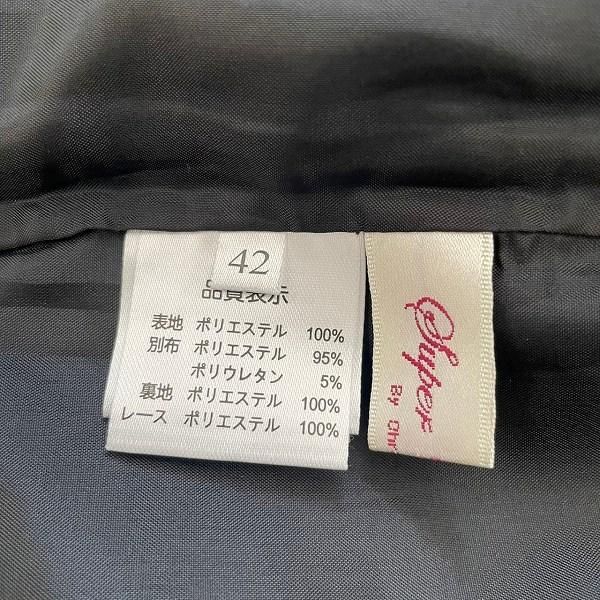 42
品質表示
表地 ポリエステル 100%
別布 ポリエステル 95%
ポリウレタン 5%
裏地 ポリエステル 100%
レース ポリエステル 100%
Super
By Chr